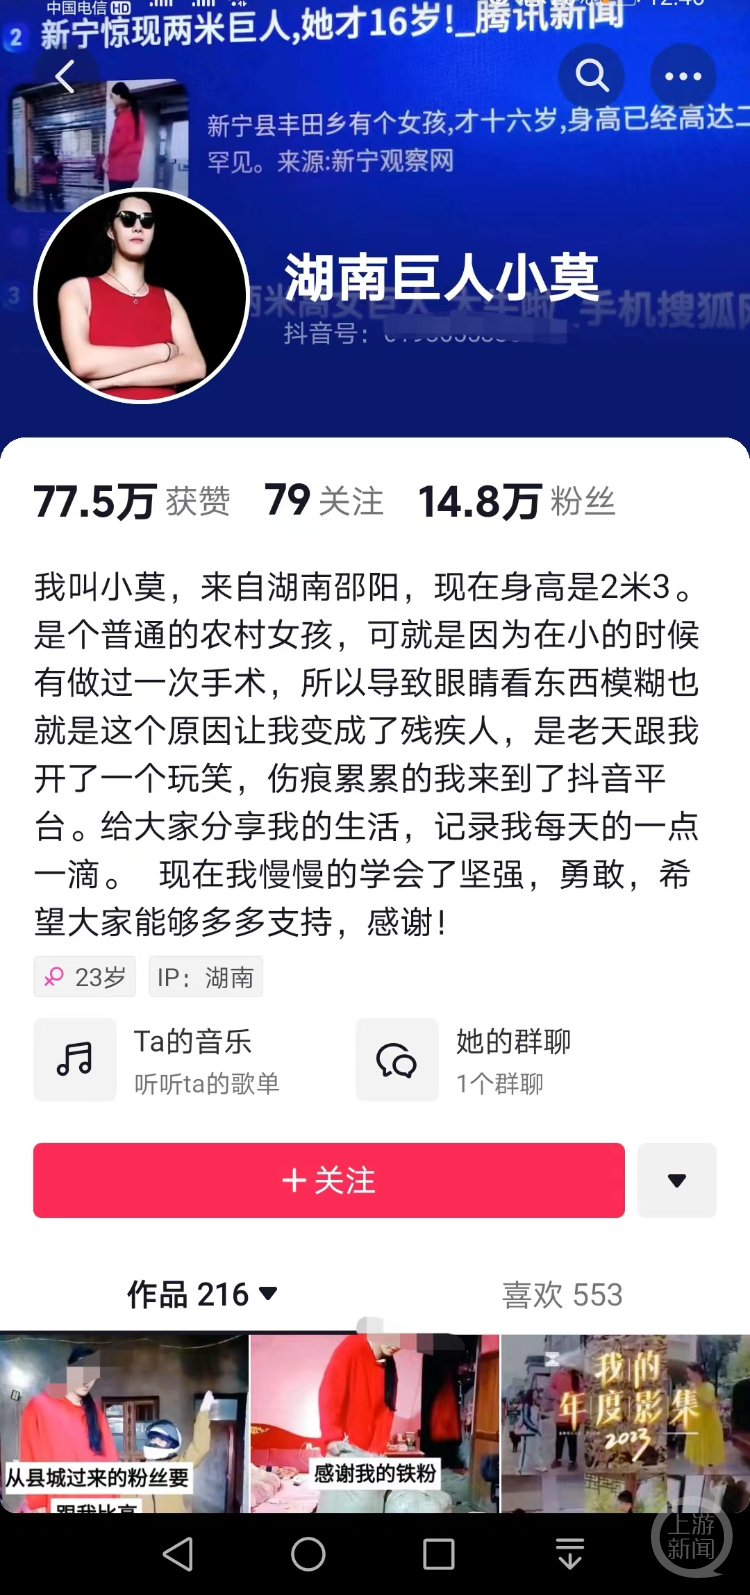 中国电信HD
2 新宁惊现两米巨人,她才16岁!_腾讯新闻
新宁县丰田乡有个女孩,才十六岁,身高已经高达二
罕见。来源:新宁观察网
湖南巨人小莫
3
手机搜狐网
抖音号：
77.5万 获赞 79 关注 14.8万 粉丝
我叫小莫，来自湖南邵阳，现在身高是2米3。
是个普通的农村女孩，可就是因为在小的时候
有做过一次手术，所以导致眼睛看东西模糊也
就是这个原因让我变成了残疾人，是老天跟我
开了一个玩笑，伤痕累累的我来到了抖音平
台。给大家分享我的生活，记录我每天的一点
一滴。 现在我慢慢的学会了坚强，勇敢，希
望大家能够多多支持，感谢！
23岁 IP：湖南
Ta的音乐
听听ta的歌单
她的群聊
1个群聊
+关注
作品 216 喜欢 553
从县城过来的粉丝要
跟我比高
感谢我的铁粉
我的
年度影集
2023
上游
新闻